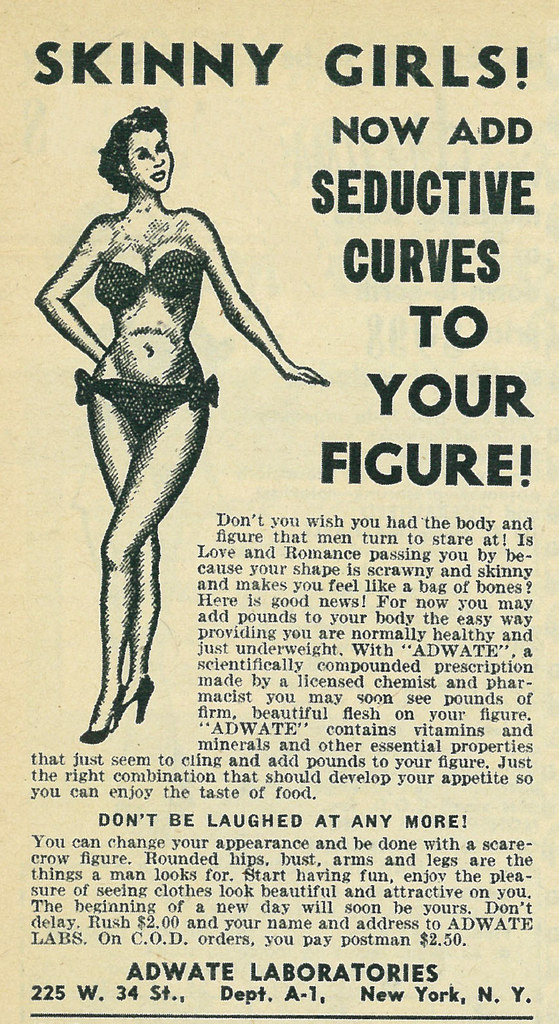 SKINNY GIRLS!
NOW ADD
SEDUCTIVE
CURVES
TO
YOUR
FIGURE!
Don't you wish you had the body and
figure that men turn to stare at! Is
Love and Romance passing you by be-
cause your shape is scrawny and skinny
and makes you feel like a bag of bones?
Here is good news! For now you may
add pounds to your body the easy way
providing you are normally healthy and
just underweight. With "ADWATE", a
scientifically compounded prescription
made by a licensed chemist and phar-
macist you may soon see pounds of
firm, beautiful flesh on your figure.
"ADWATE" contains vitamins and
minerals and other essential properties
that just seem to cling and add pounds to your figure. Just
the right combination that should develop your appetite so
you can enjoy the taste of food.
DON'T BE LAUGHED AT ANY MORE!
You can change your appearance and be done with a scare-
crow figure. Rounded hips, bust, arms and legs are the
things a man looks for. Start having fun, enjoy the plea-
sure of seeing clothes look beautiful and attractive on you.
The beginning of a new day will soon be yours. Don't
delay. Rush $2.00 and your name and address to ADWATE
LABS. On C.O.D. orders, you pay postman $2.50.
ADWATE LABORATORIES
225 W. 34 St., Dept. A-1, New York, N. Y.